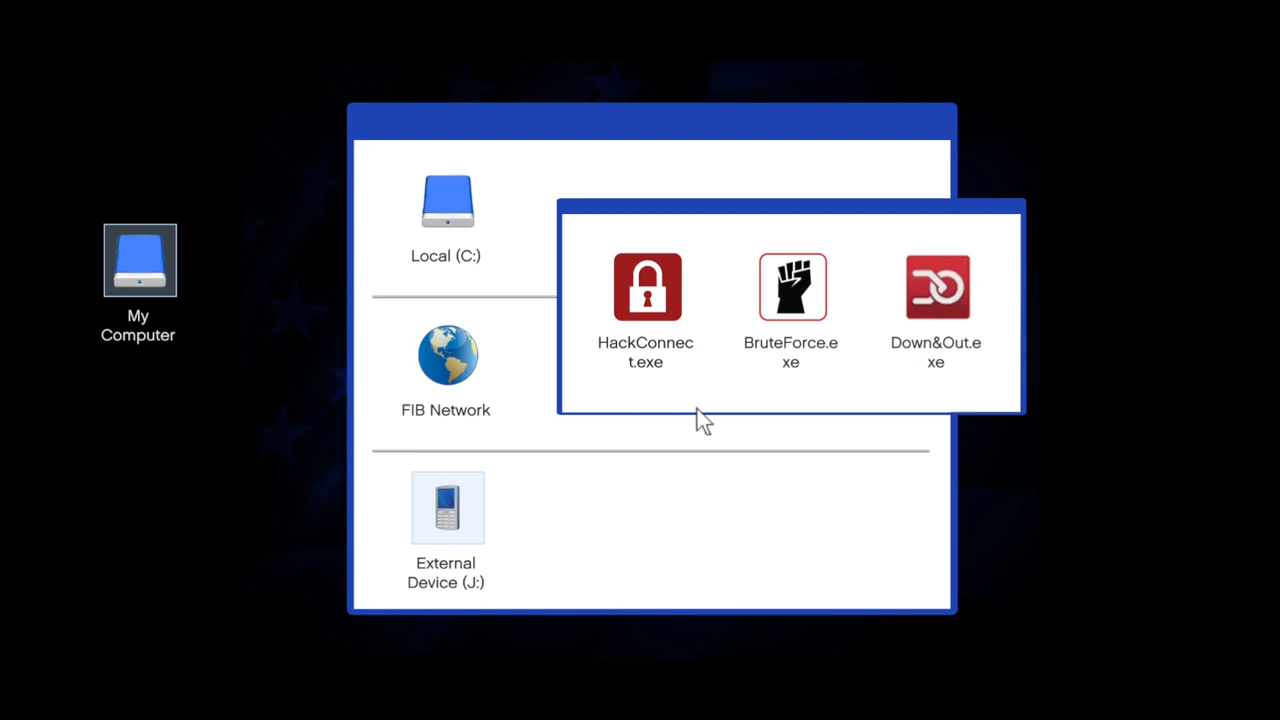 My
Computer
Local (C:)
FIB Network
External
Device (J:)
HackConnec
t.exe
BruteForce.e
xe
Down&Out.e
xe